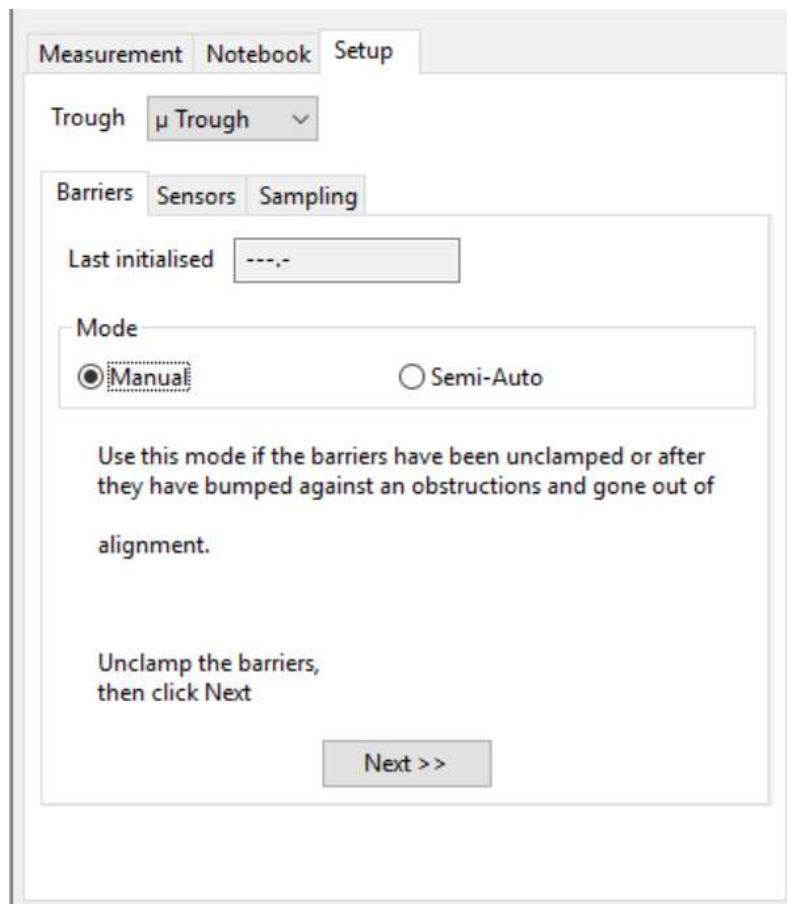 Measurement Notebook Setup
Trough µ Trough
Barriers Sensors Sampling
Last initialised ---.-
Mode
Manual Semi-Auto
Use this mode if the barriers have been unclamped or after
they have bumped against an obstructions and gone out of
alignment.
Unclamp the barriers,
then click Next
Next >>